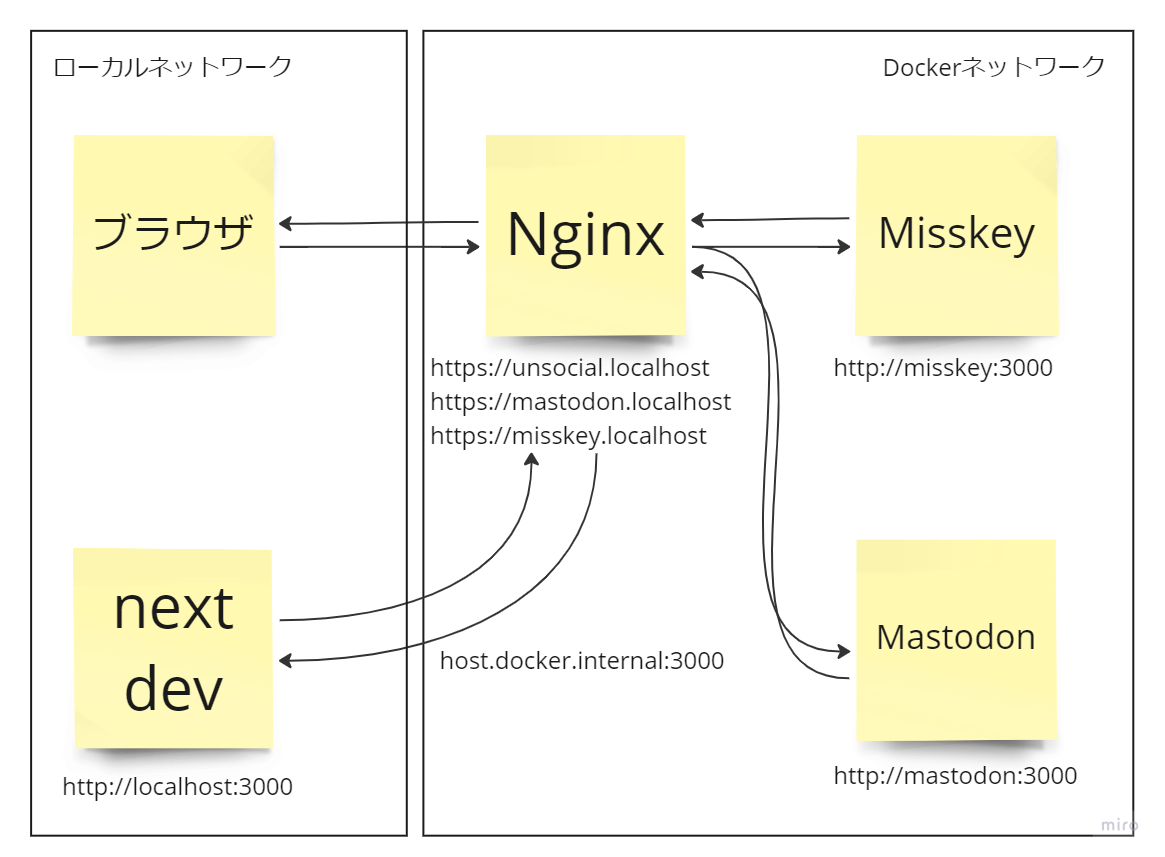 ローカルネットワーク
Dockerネットワーク
ブラウザ
Nginx
Misskey
https://unsocial.localhost
https://mastodon.localhost
https://misskey.localhost
http://misskey:3000
next
dev
host.docker.internal:3000
Mastodon
http://localhost:3000
http://mastodon:3000
miro